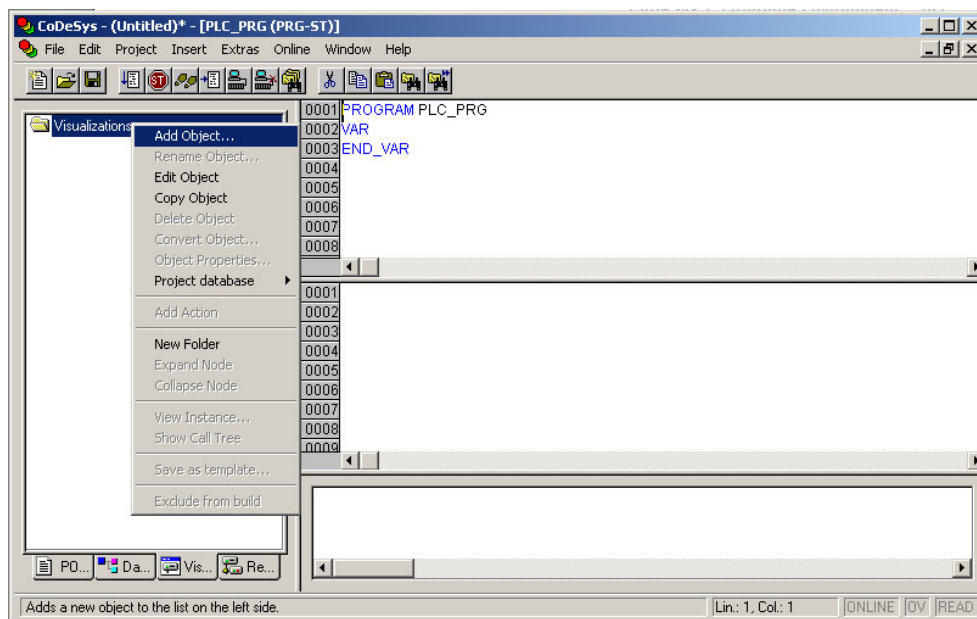 CoDeSys - (Untitled)* - [PLC_PRG (PRG-ST)]
File Edit Project Insert Extras Online Window Help
Visualizations
Add Object...
Rename Object...
Edit Object
Copy Object
Delete Object
Convert Object...
Object Properties...
Project database
Add Action
New Folder
Expand Node
Collapse Node
View Instance...
Show Call Tree
Save as template...
Exclude from build
0001 PROGRAM PLC_PRG
0002 VAR
0003 END_VAR
0004
0005
0006
0007
0008
0001
0002
0003
0004
0005
0006
0007
0008
0009
PO... Da... Vis... Re...
Adds a new object to the list on the left side. Lin.: 1, Col.: 1 ONLINE OV READ